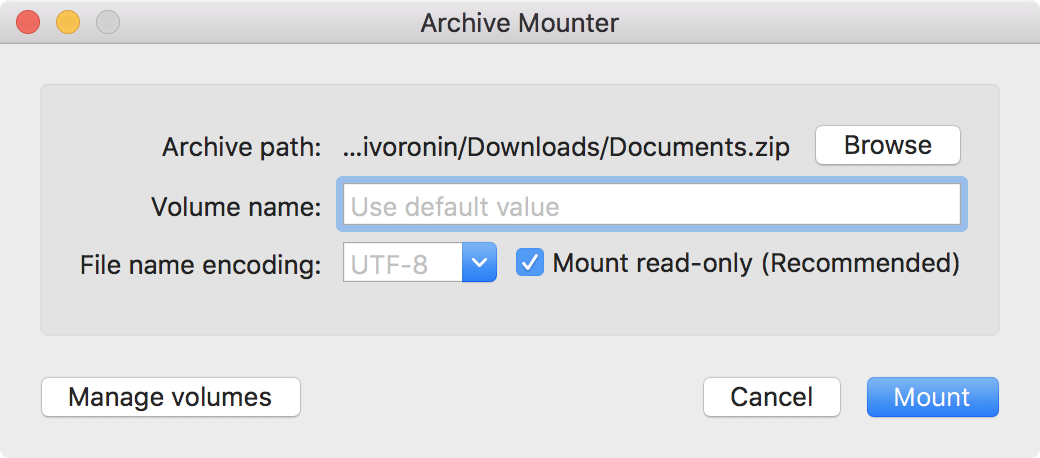 Archive Mounter
Archive path: ...ivoronin/Downloads/Documents.zip Browse
Volume name: Use default value
File name encoding: UTF-8 Mount read-only (Recommended)
Manage volumes Cancel Mount